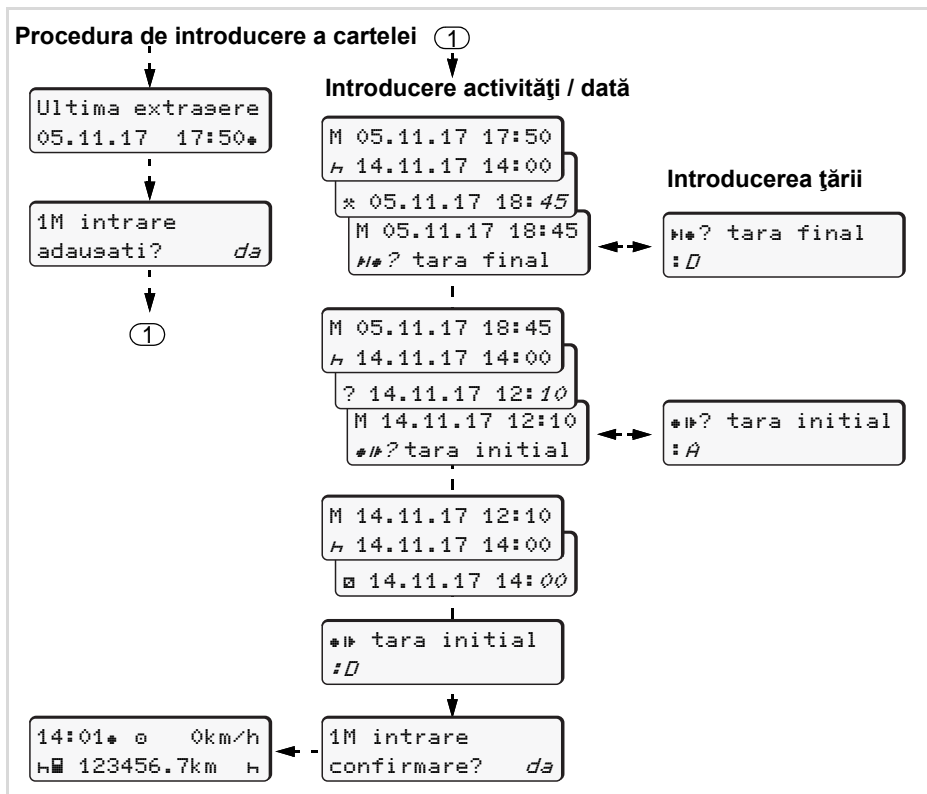 Procedura de introducere a cartelei 1
Ultima extragere
05.11.17 17:50
1M intrare
adaugati? da
1
Introducere activităţi / dată
M 05.11.17 17:50
14.11.17 14:00
05.11.17 18:45
M 05.11.17 18:45
? tara final
Introducerea ţării
? tara final
:D
M 05.11.17 18:45
14.11.17 14:00
? 14.11.17 12:10
M 14.11.17 12:10
? tara initial
? tara initial
:A
M 14.11.17 12:10
14.11.17 14:00
14.11.17 14:00
tara initial
:D
1M intrare
confirmare? da
14:01 0km/h
123456.7km